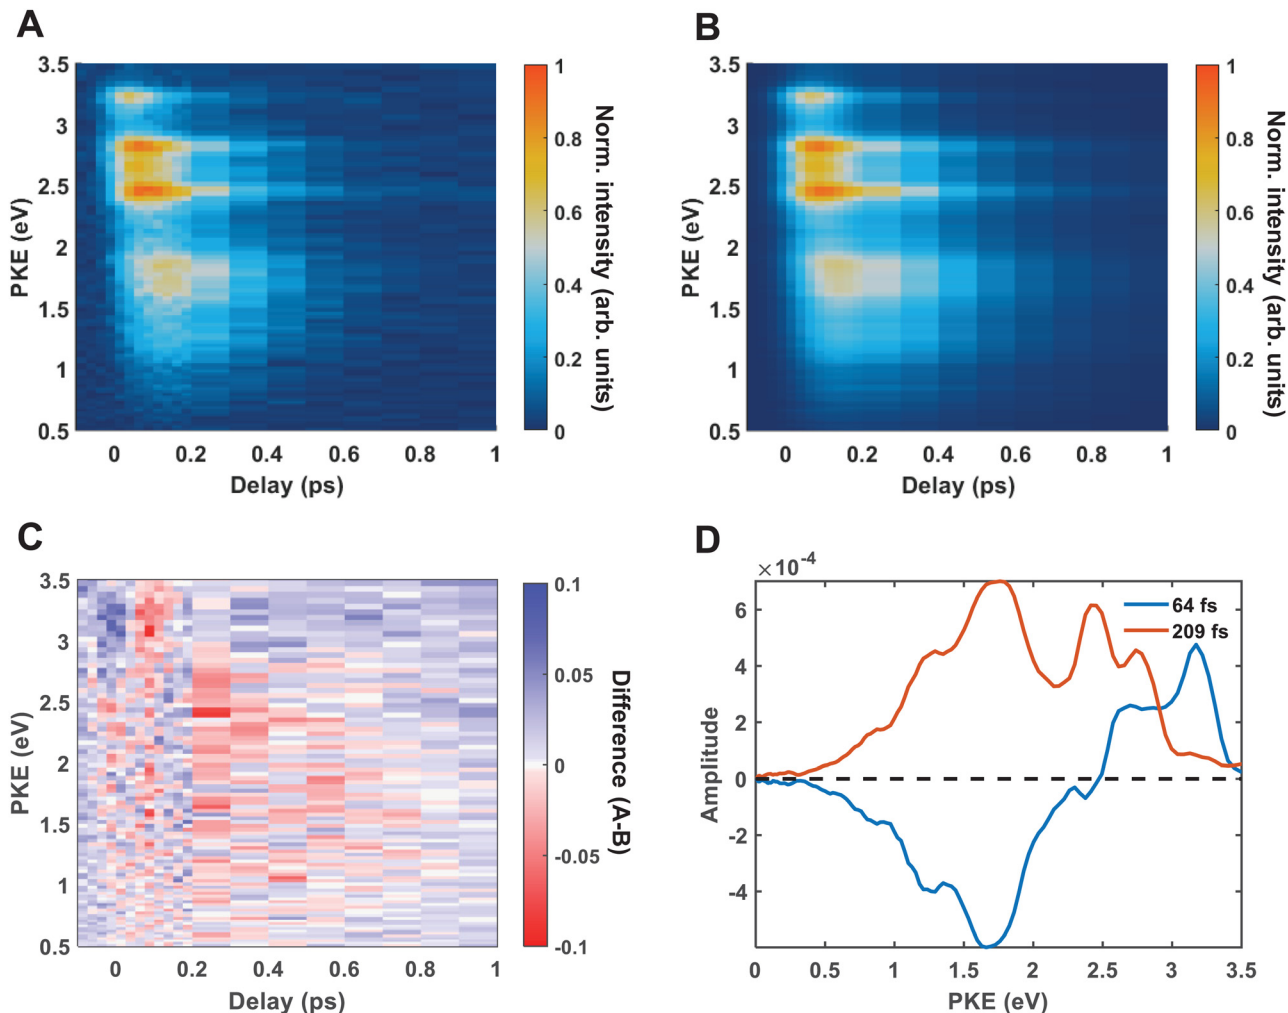 A
3.5
3
2.5
2
1.5
1
0.5
PKE (eV)
0 0.2 0.4 0.6 0.8 1
Delay (ps)
1
0.8
0.6
0.4
0.2
0
Norm. intensity (arb. units)
B
3.5
3
2.5
2
1.5
1
0.5
PKE (eV)
0 0.2 0.4 0.6 0.8 1
Delay (ps)
1
0.8
0.6
0.4
0.2
0
Norm. intensity (arb. units)
C
3.5
3
2.5
2
1.5
1
0.5
PKE (eV)
0 0.2 0.4 0.6 0.8 1
Delay (ps)
0.1
0.05
0
-0.05
-0.1
Difference (A-B)
D
×10-4
6
4
2
0
-2
-4
Amplitude
64 fs
209 fs
0 0.5 1 1.5 2 2.5 3 3.5
PKE (eV)